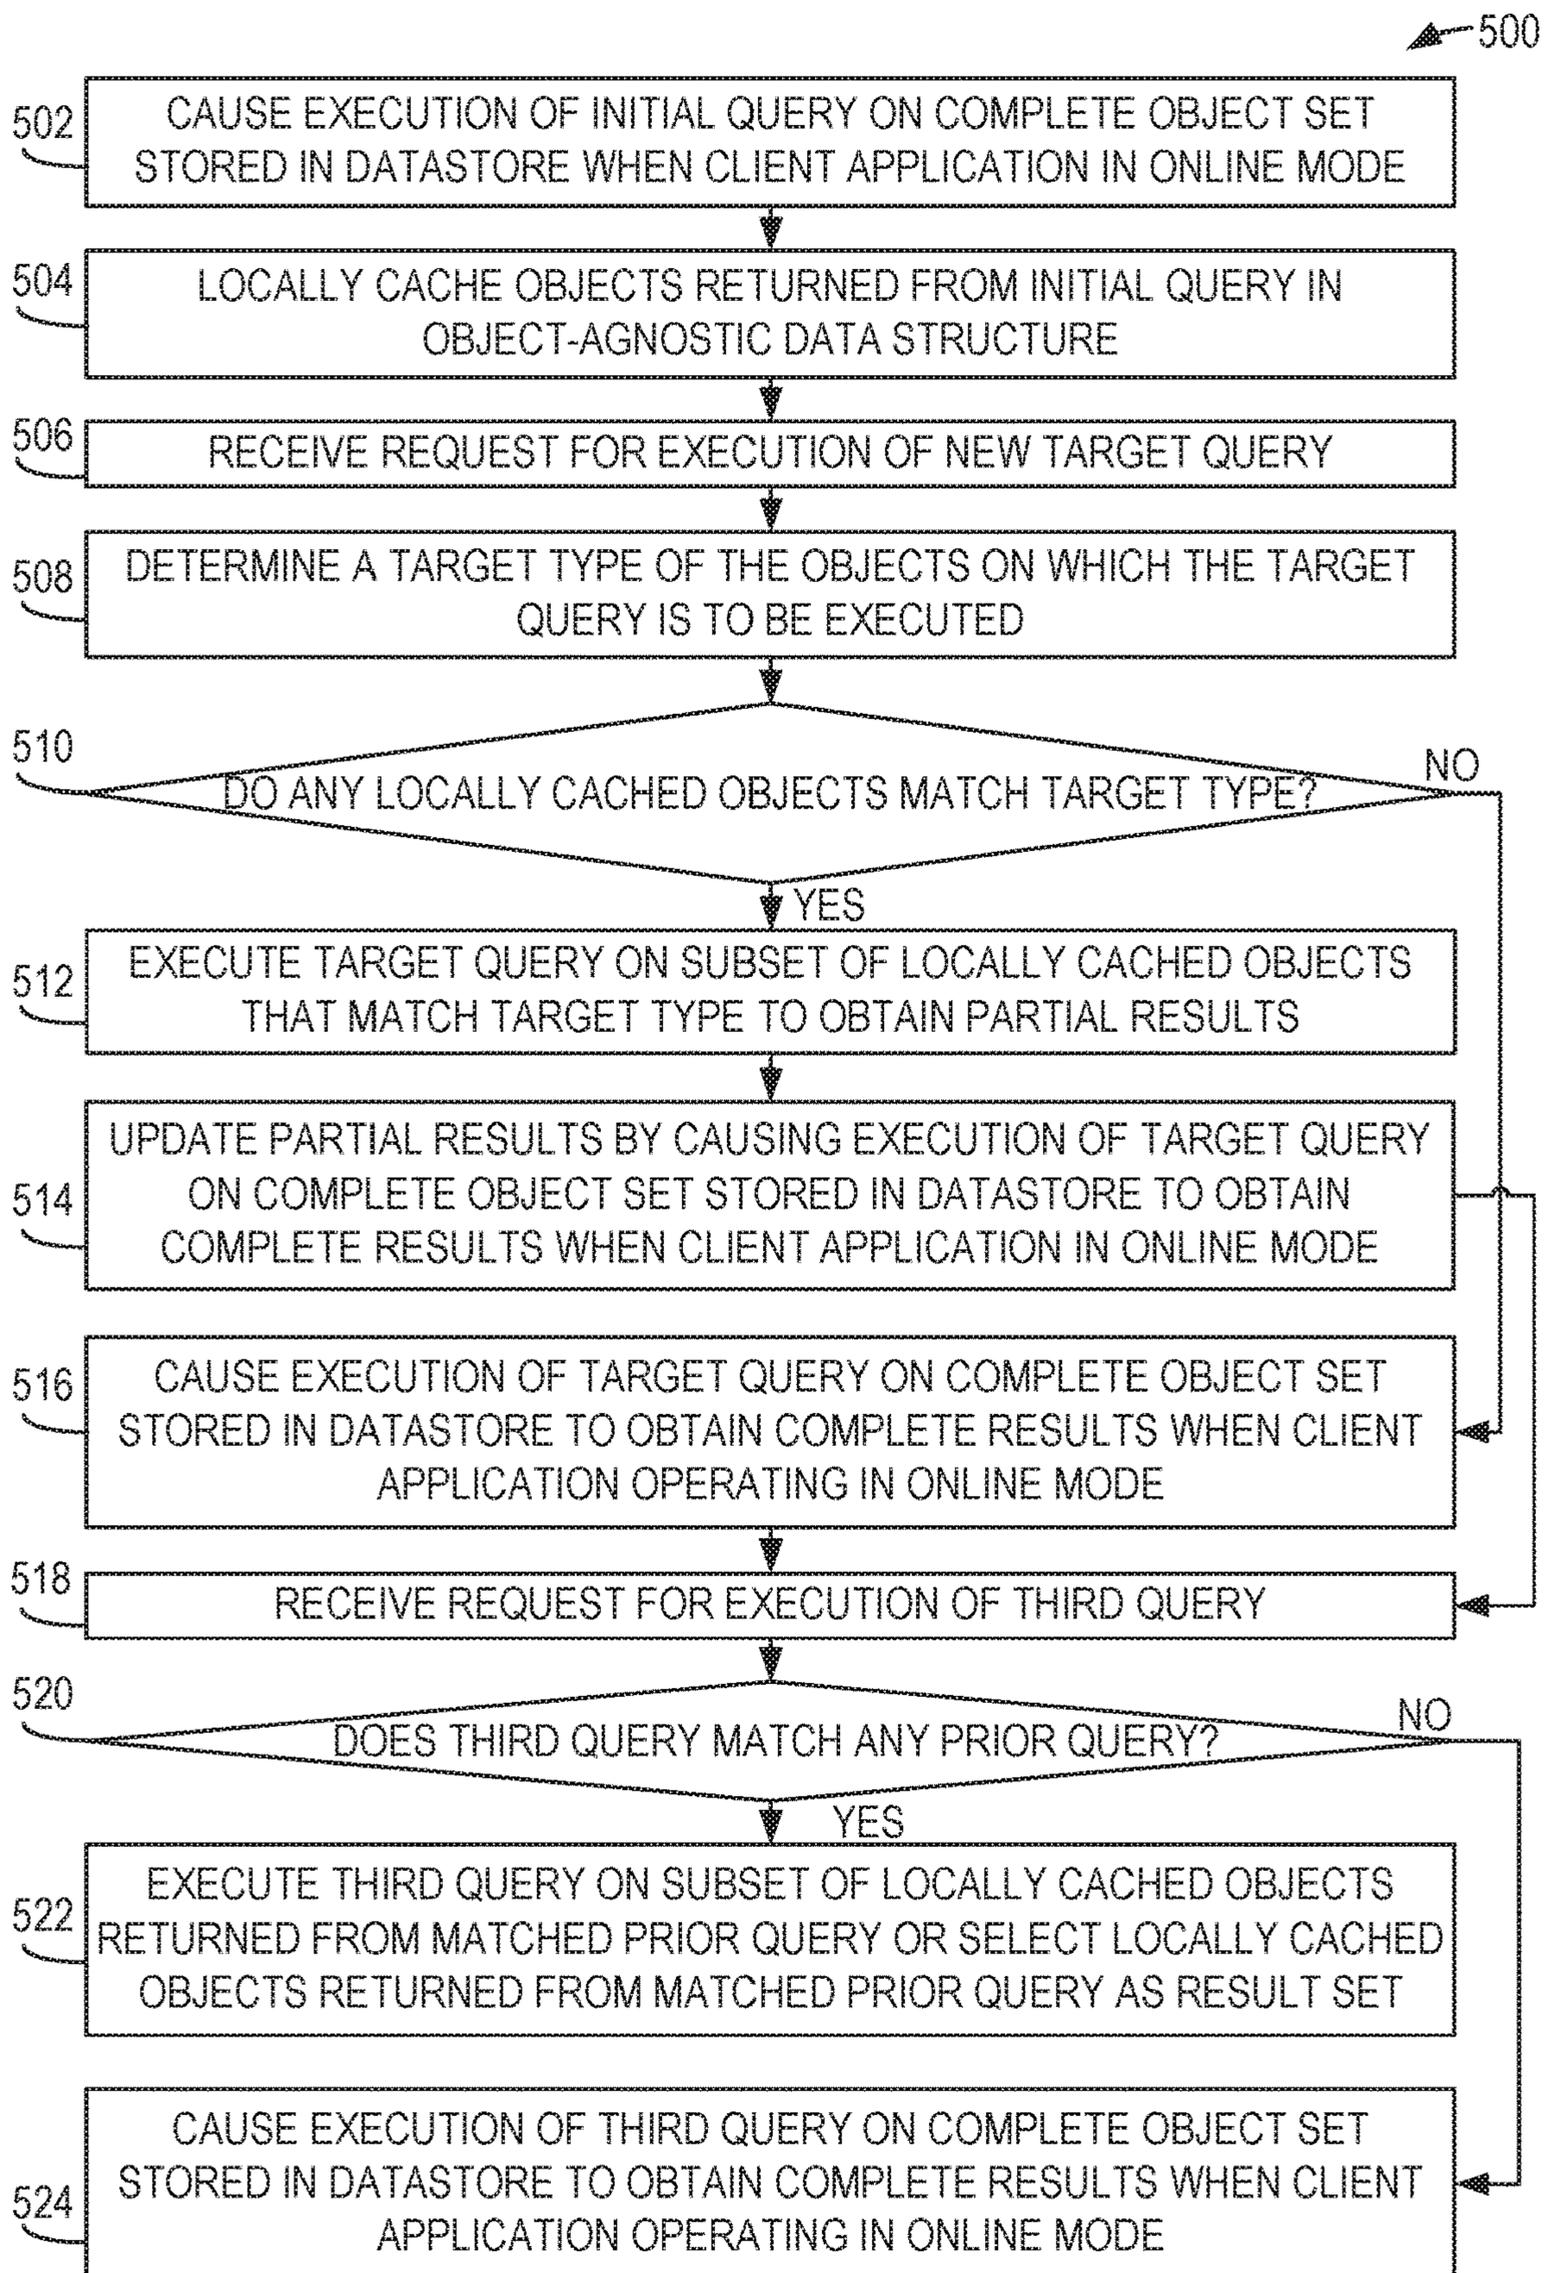 500
502
CAUSE EXECUTION OF INITIAL QUERY ON COMPLETE OBJECT SET
STORED IN DATASTORE WHEN CLIENT APPLICATION IN ONLINE MODE
504
LOCALLY CACHE OBJECTS RETURNED FROM INITIAL QUERY IN
OBJECT-AGNOSTIC DATA STRUCTURE
506
RECEIVE REQUEST FOR EXECUTION OF NEW TARGET QUERY
508
DETERMINE A TARGET TYPE OF THE OBJECTS ON WHICH THE TARGET
QUERY IS TO BE EXECUTED
510
DO ANY LOCALLY CACHED OBJECTS MATCH TARGET TYPE?
NO
YES
512
EXECUTE TARGET QUERY ON SUBSET OF LOCALLY CACHED OBJECTS
THAT MATCH TARGET TYPE TO OBTAIN PARTIAL RESULTS
514
UPDATE PARTIAL RESULTS BY CAUSING EXECUTION OF TARGET QUERY
ON COMPLETE OBJECT SET STORED IN DATASTORE TO OBTAIN
COMPLETE RESULTS WHEN CLIENT APPLICATION IN ONLINE MODE
516
CAUSE EXECUTION OF TARGET QUERY ON COMPLETE OBJECT SET
STORED IN DATASTORE TO OBTAIN COMPLETE RESULTS WHEN CLIENT
APPLICATION OPERATING IN ONLINE MODE
518
RECEIVE REQUEST FOR EXECUTION OF THIRD QUERY
520
DOES THIRD QUERY MATCH ANY PRIOR QUERY?
NO
YES
522
EXECUTE THIRD QUERY ON SUBSET OF LOCALLY CACHED OBJECTS
RETURNED FROM MATCHED PRIOR QUERY OR SELECT LOCALLY CACHED
OBJECTS RETURNED FROM MATCHED PRIOR QUERY AS RESULT SET
524
CAUSE EXECUTION OF THIRD QUERY ON COMPLETE OBJECT SET
STORED IN DATASTORE TO OBTAIN COMPLETE RESULTS WHEN CLIENT
APPLICATION OPERATING IN ONLINE MODE